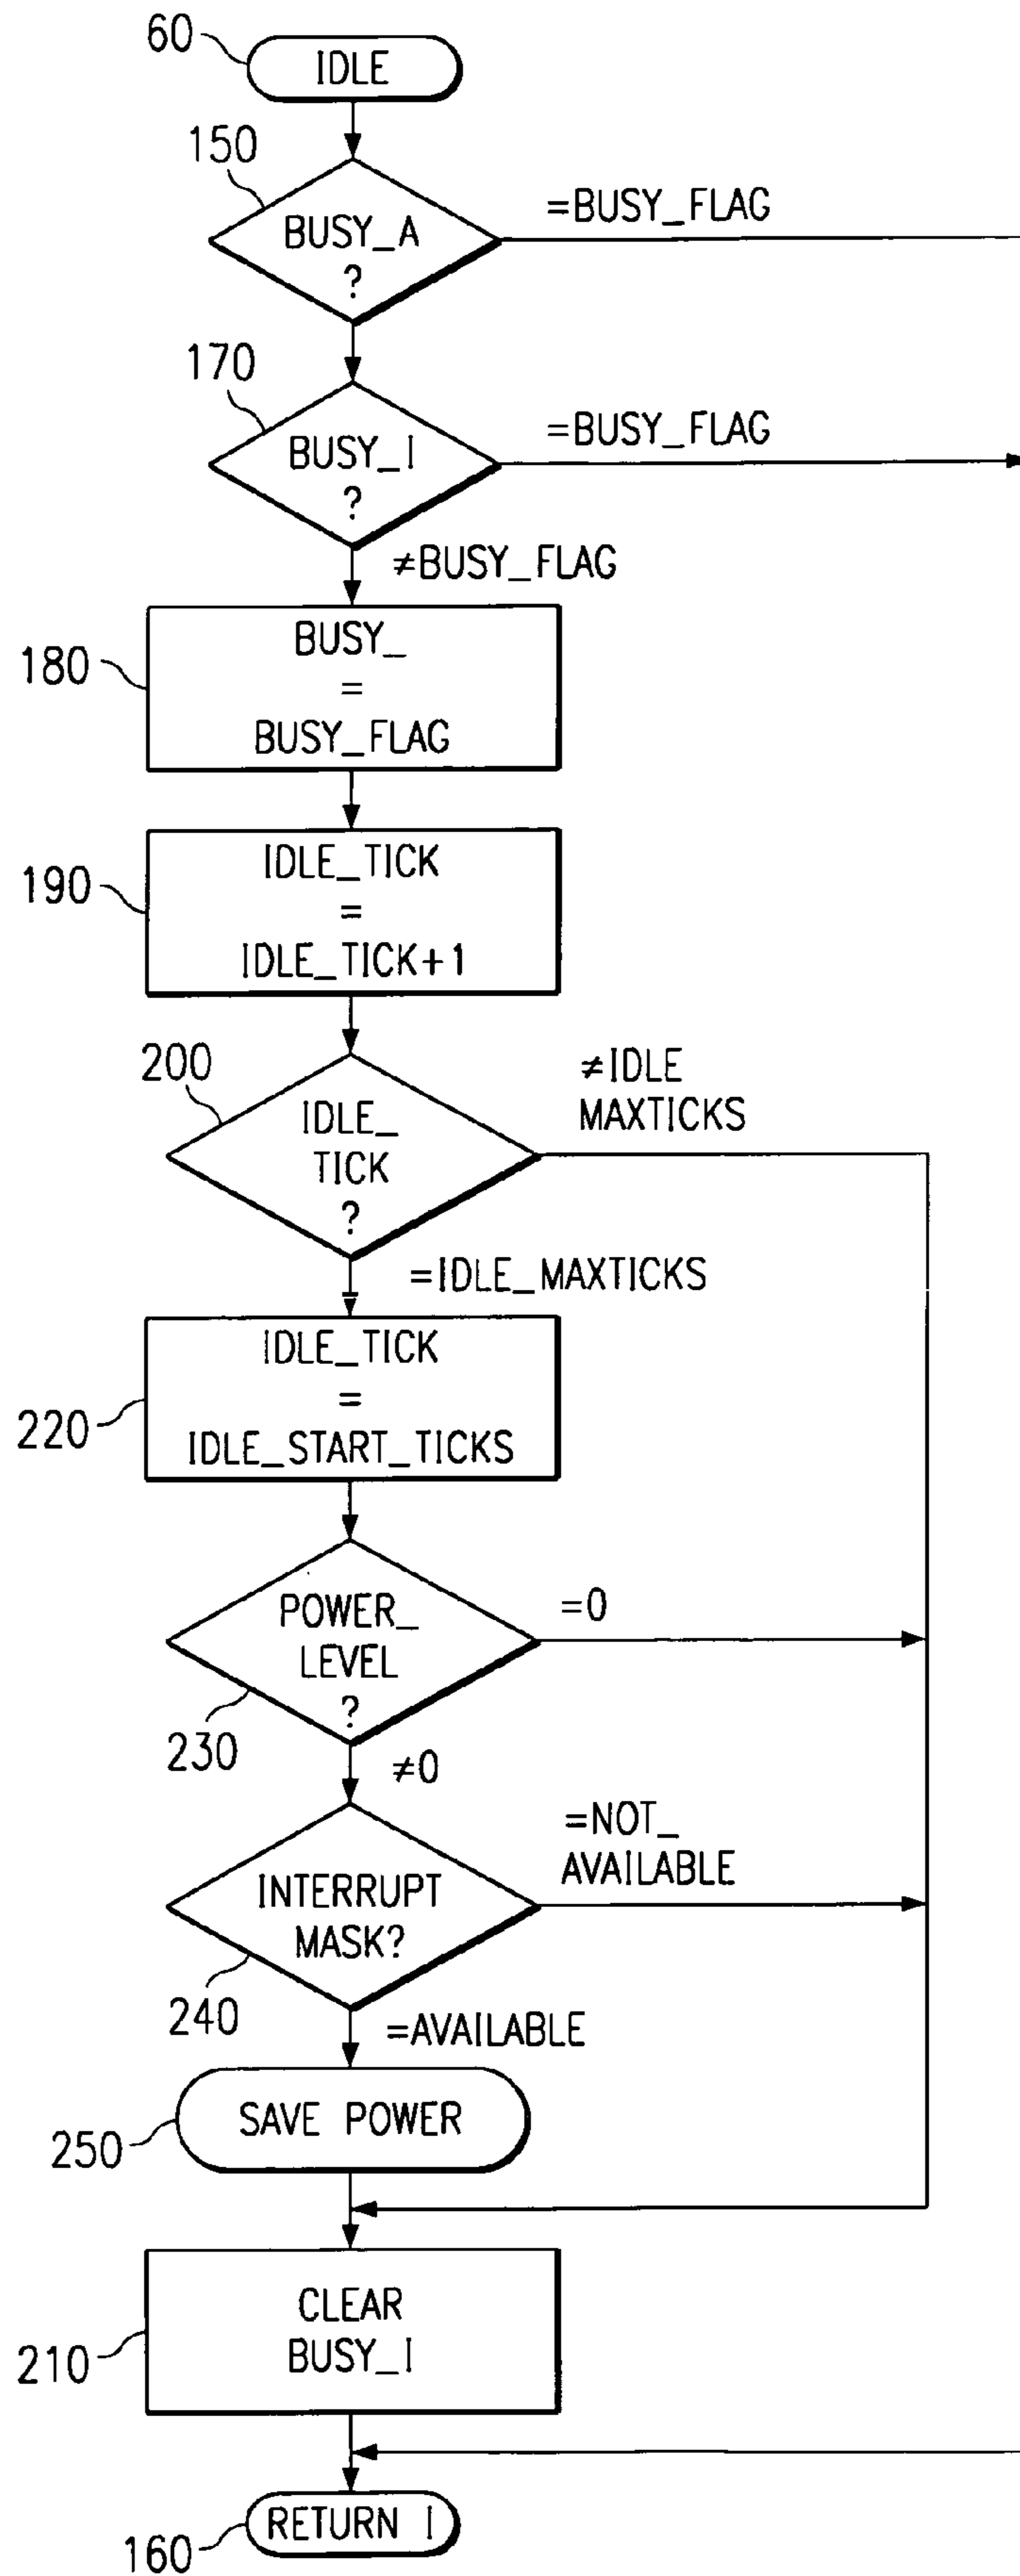 60
IDLE
150
BUSY_A
?
=BUSY_FLAG
170
BUSY_I
?
=BUSY_FLAG
≠BUSY_FLAG
180
BUSY_
=
BUSY_FLAG
190
IDLE_TICK
=
IDLE_TICK+1
200
IDLE_
TICK
?
≠IDLE
MAXTICKS
=IDLE_MAXTICKS
220
IDLE_TICK
=
IDLE_START_TICKS
230
POWER_
LEVEL
?
=0
≠0
240
INTERRUPT
MASK?
=NOT_
AVAILABLE
=AVAILABLE
250
SAVE POWER
210
CLEAR
BUSY_I
160
RETURN I